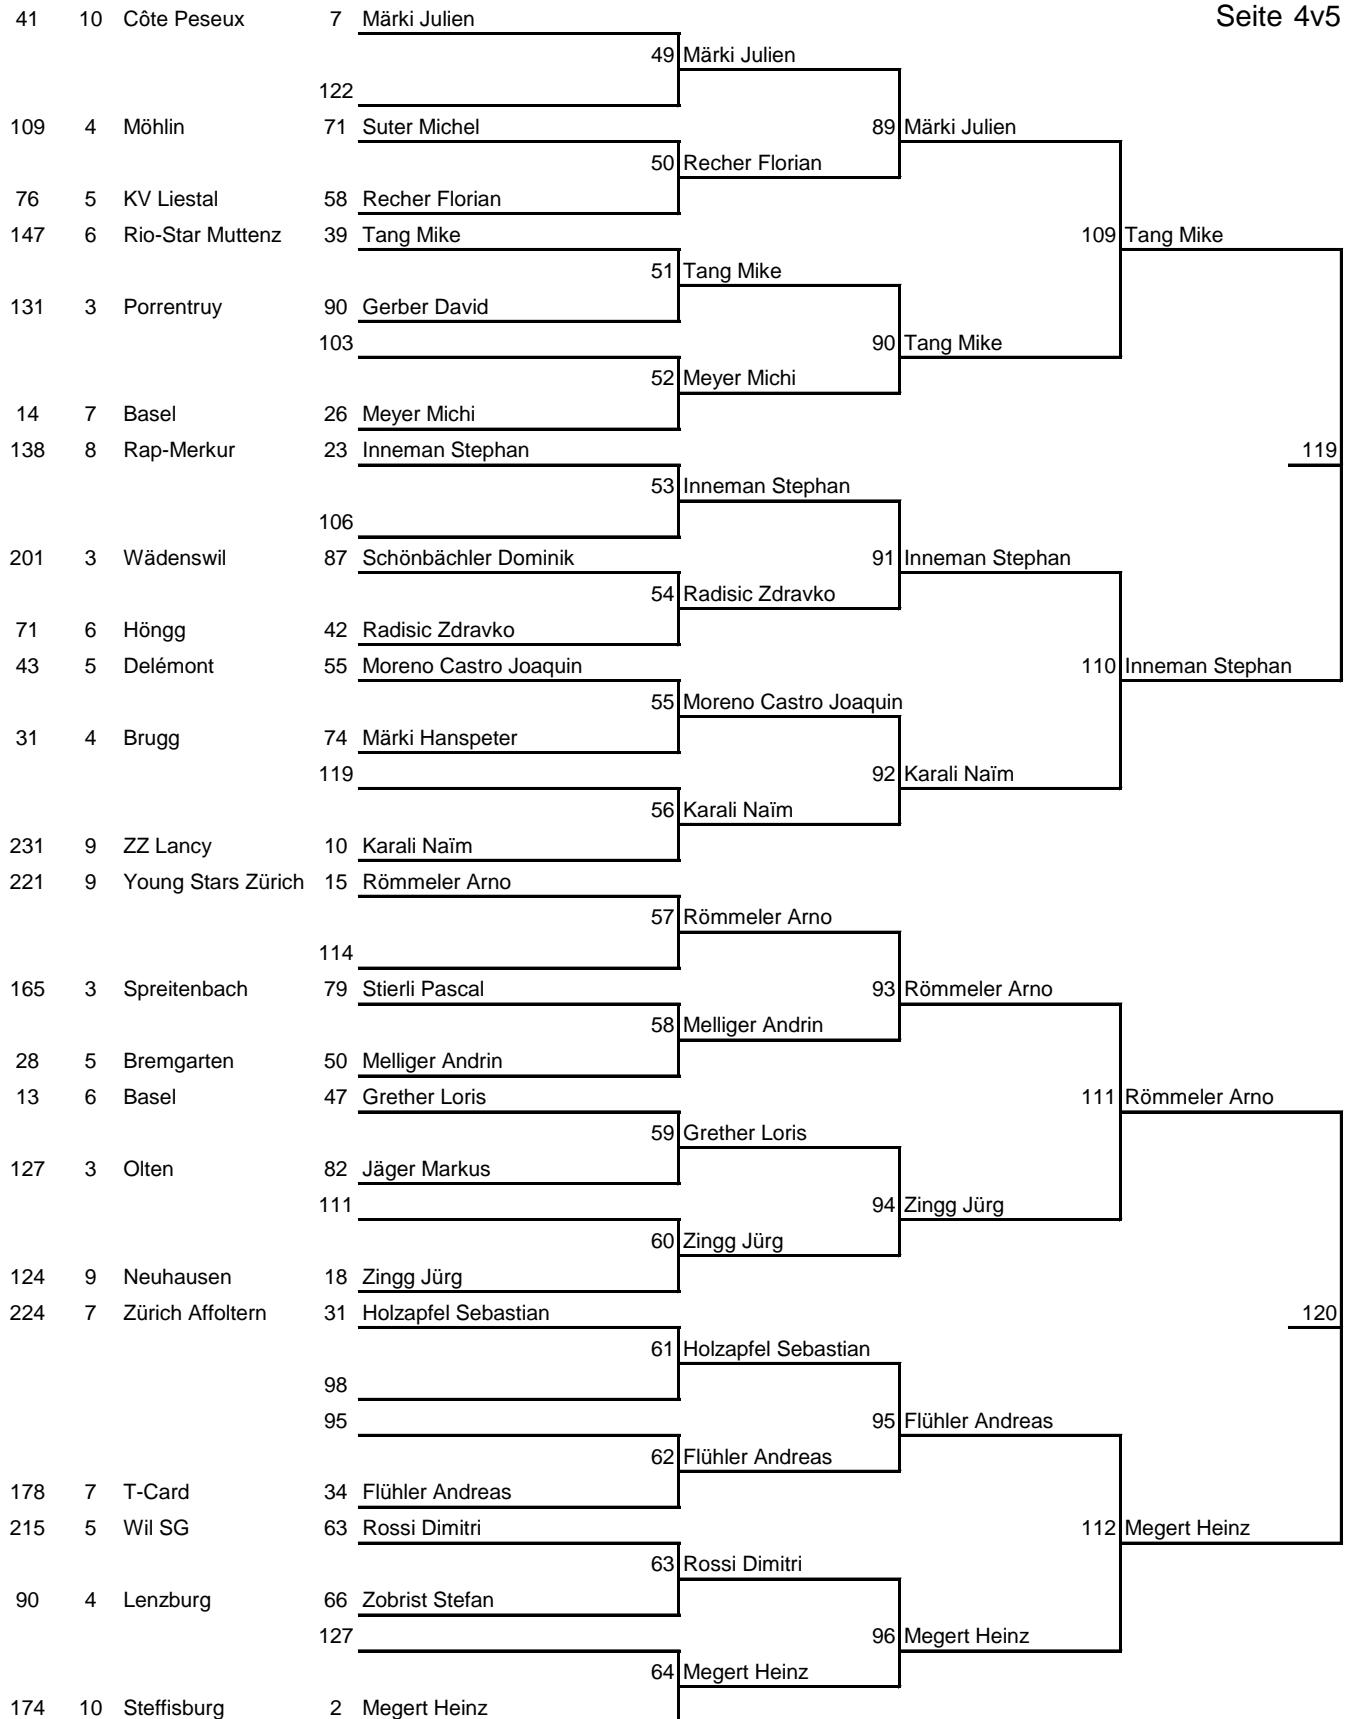 41 10 Côte Peseux 7 Märki Julien Seite 4v5
49 Märki Julien
122
109 4 Möhlin 71 Suter Michel 89 Märki Julien
50 Recher Florian
76 5 KV Liestal 58 Recher Florian
147 6 Rio-Star Muttenz 39 Tang Mike 109 Tang Mike
51 Tang Mike
131 3 Porrentruy 90 Gerber David
103 90 Tang Mike
52 Meyer Michi
14 7 Basel 26 Meyer Michi
138 8 Rap-Merkur 23 Inneman Stephan 119
53 Inneman Stephan
106
201 3 Wädenswil 87 Schönbächler Dominik 91 Inneman Stephan
54 Radisic Zdravko
71 6 Höngg 42 Radisic Zdravko
43 5 Delémont 55 Moreno Castro Joaquin 110 Inneman Stephan
55 Moreno Castro Joaquin
31 4 Brugg 74 Märki Hanspeter
119 92 Karali Naïm
56 Karali Naïm
231 9 ZZ Lancy 10 Karali Naïm
221 9 Young Stars Zürich 15 Römmeler Arno
57 Römmeler Arno
114
165 3 Spreitenbach 79 Stierli Pascal 93 Römmeler Arno
58 Melliger Andrin
28 5 Bremgarten 50 Melliger Andrin
13 6 Basel 47 Grether Loris 111 Römmeler Arno
59 Grether Loris
127 3 Olten 82 Jäger Markus
111 94 Zingg Jürg
60 Zingg Jürg
124 9 Neuhausen 18 Zingg Jürg
224 7 Zürich Affoltern 31 Holzapfel Sebastian 120
61 Holzapfel Sebastian
98
95 95 Flühler Andreas
62 Flühler Andreas
178 7 T-Card 34 Flühler Andreas
215 5 Wil SG 63 Rossi Dimitri 112 Megert Heinz
63 Rossi Dimitri
90 4 Lenzburg 66 Zobrist Stefan
127 96 Megert Heinz
64 Megert Heinz
174 10 Steffisburg 2 Megert Heinz